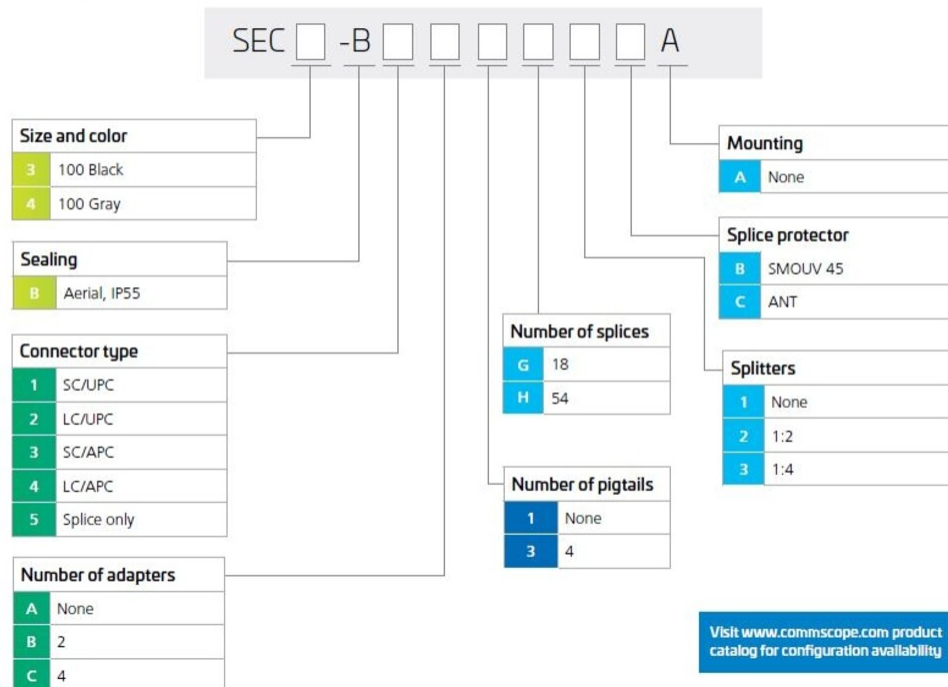 SEC -B A
Size and color
3 100 Black
4 100 Gray
Sealing
B Aerial, IP55
Connector type
1 SC/UPC
2 LC/UPC
3 SC/APC
4 LC/APC
5 Splice only
Number of adapters
A None
B 2
C 4
Number of splices
G 18
H 54
Number of pigtails
1 None
3 4
Mounting
A None
Splice protector
B SMOUV 45
C ANT
Splitters
1 None
2 1:2
3 1:4
Visit www.commscope.com product
catalog for configuration availability